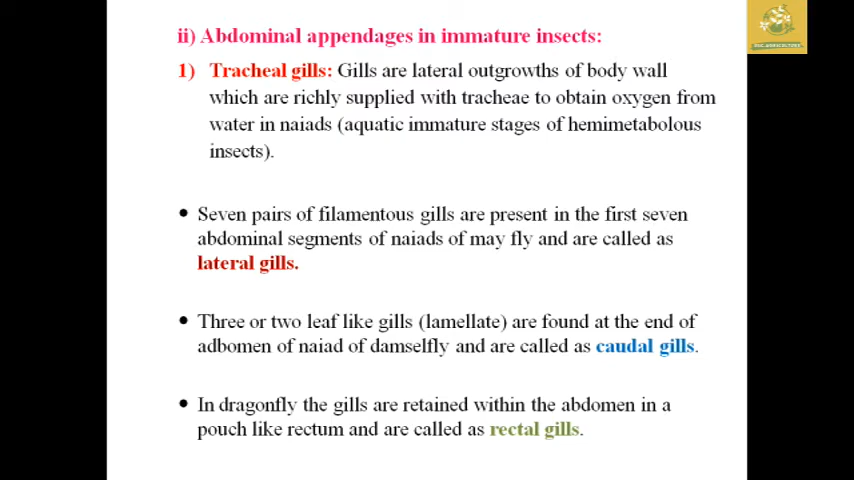 ii) Abdominal appendages in immature insects:
1) Tracheal gills: Gills are lateral outgrowths of body wall
which are richly supplied with tracheae to obtain oxygen from
water in naiads (aquatic immature stages of hemimetabolous
insects).
• Seven pairs of filamentous gills are present in the first seven
abdominal segments of naiads of may fly and are called as
lateral gills.
• Three or two leaf like gills (lamellate) are found at the end of
adbomen of naiad of damselfly and are called as caudal gills.
• In dragonfly the gills are retained within the abdomen in a
pouch like rectum and are called as rectal gills.